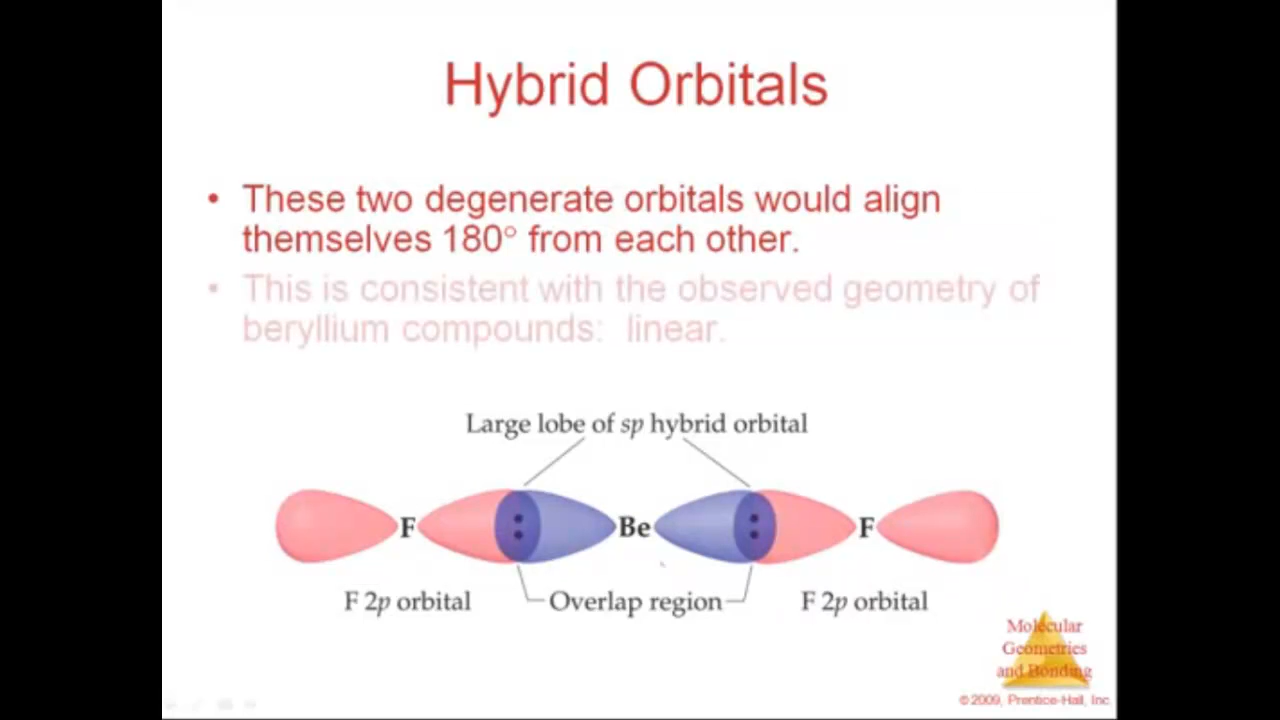 Hybrid Orbitals
• These two degenerate orbitals would align
themselves 180° from each other.
• This is consistent with the observed geometry of
beryllium compounds: linear.
Large lobe of sp hybrid orbital
F Be F
F 2p orbital Overlap region F 2p orbital
Molecular
Geometries
and Bonding
© 2009, Prentice-Hall, Inc